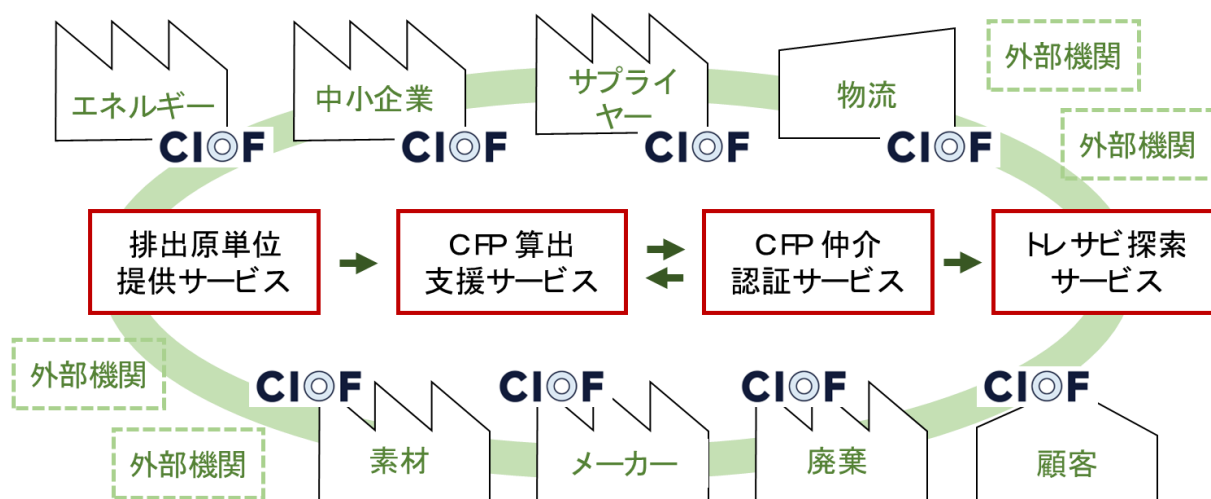 エネルギー
CIOF
中小企業
CIOF
サプライ
ヤー
CIOF
物流
CIOF
外部機関
外部機関
排出原単位
提供サービス
CFP 算出
支援サービス
CFP 仲介
認証サービス
トレサビ探索
サービス
外部機関
外部機関
CIOF
素材
CIOF
メーカー
CIOF
廃棄
CIOF
顧客